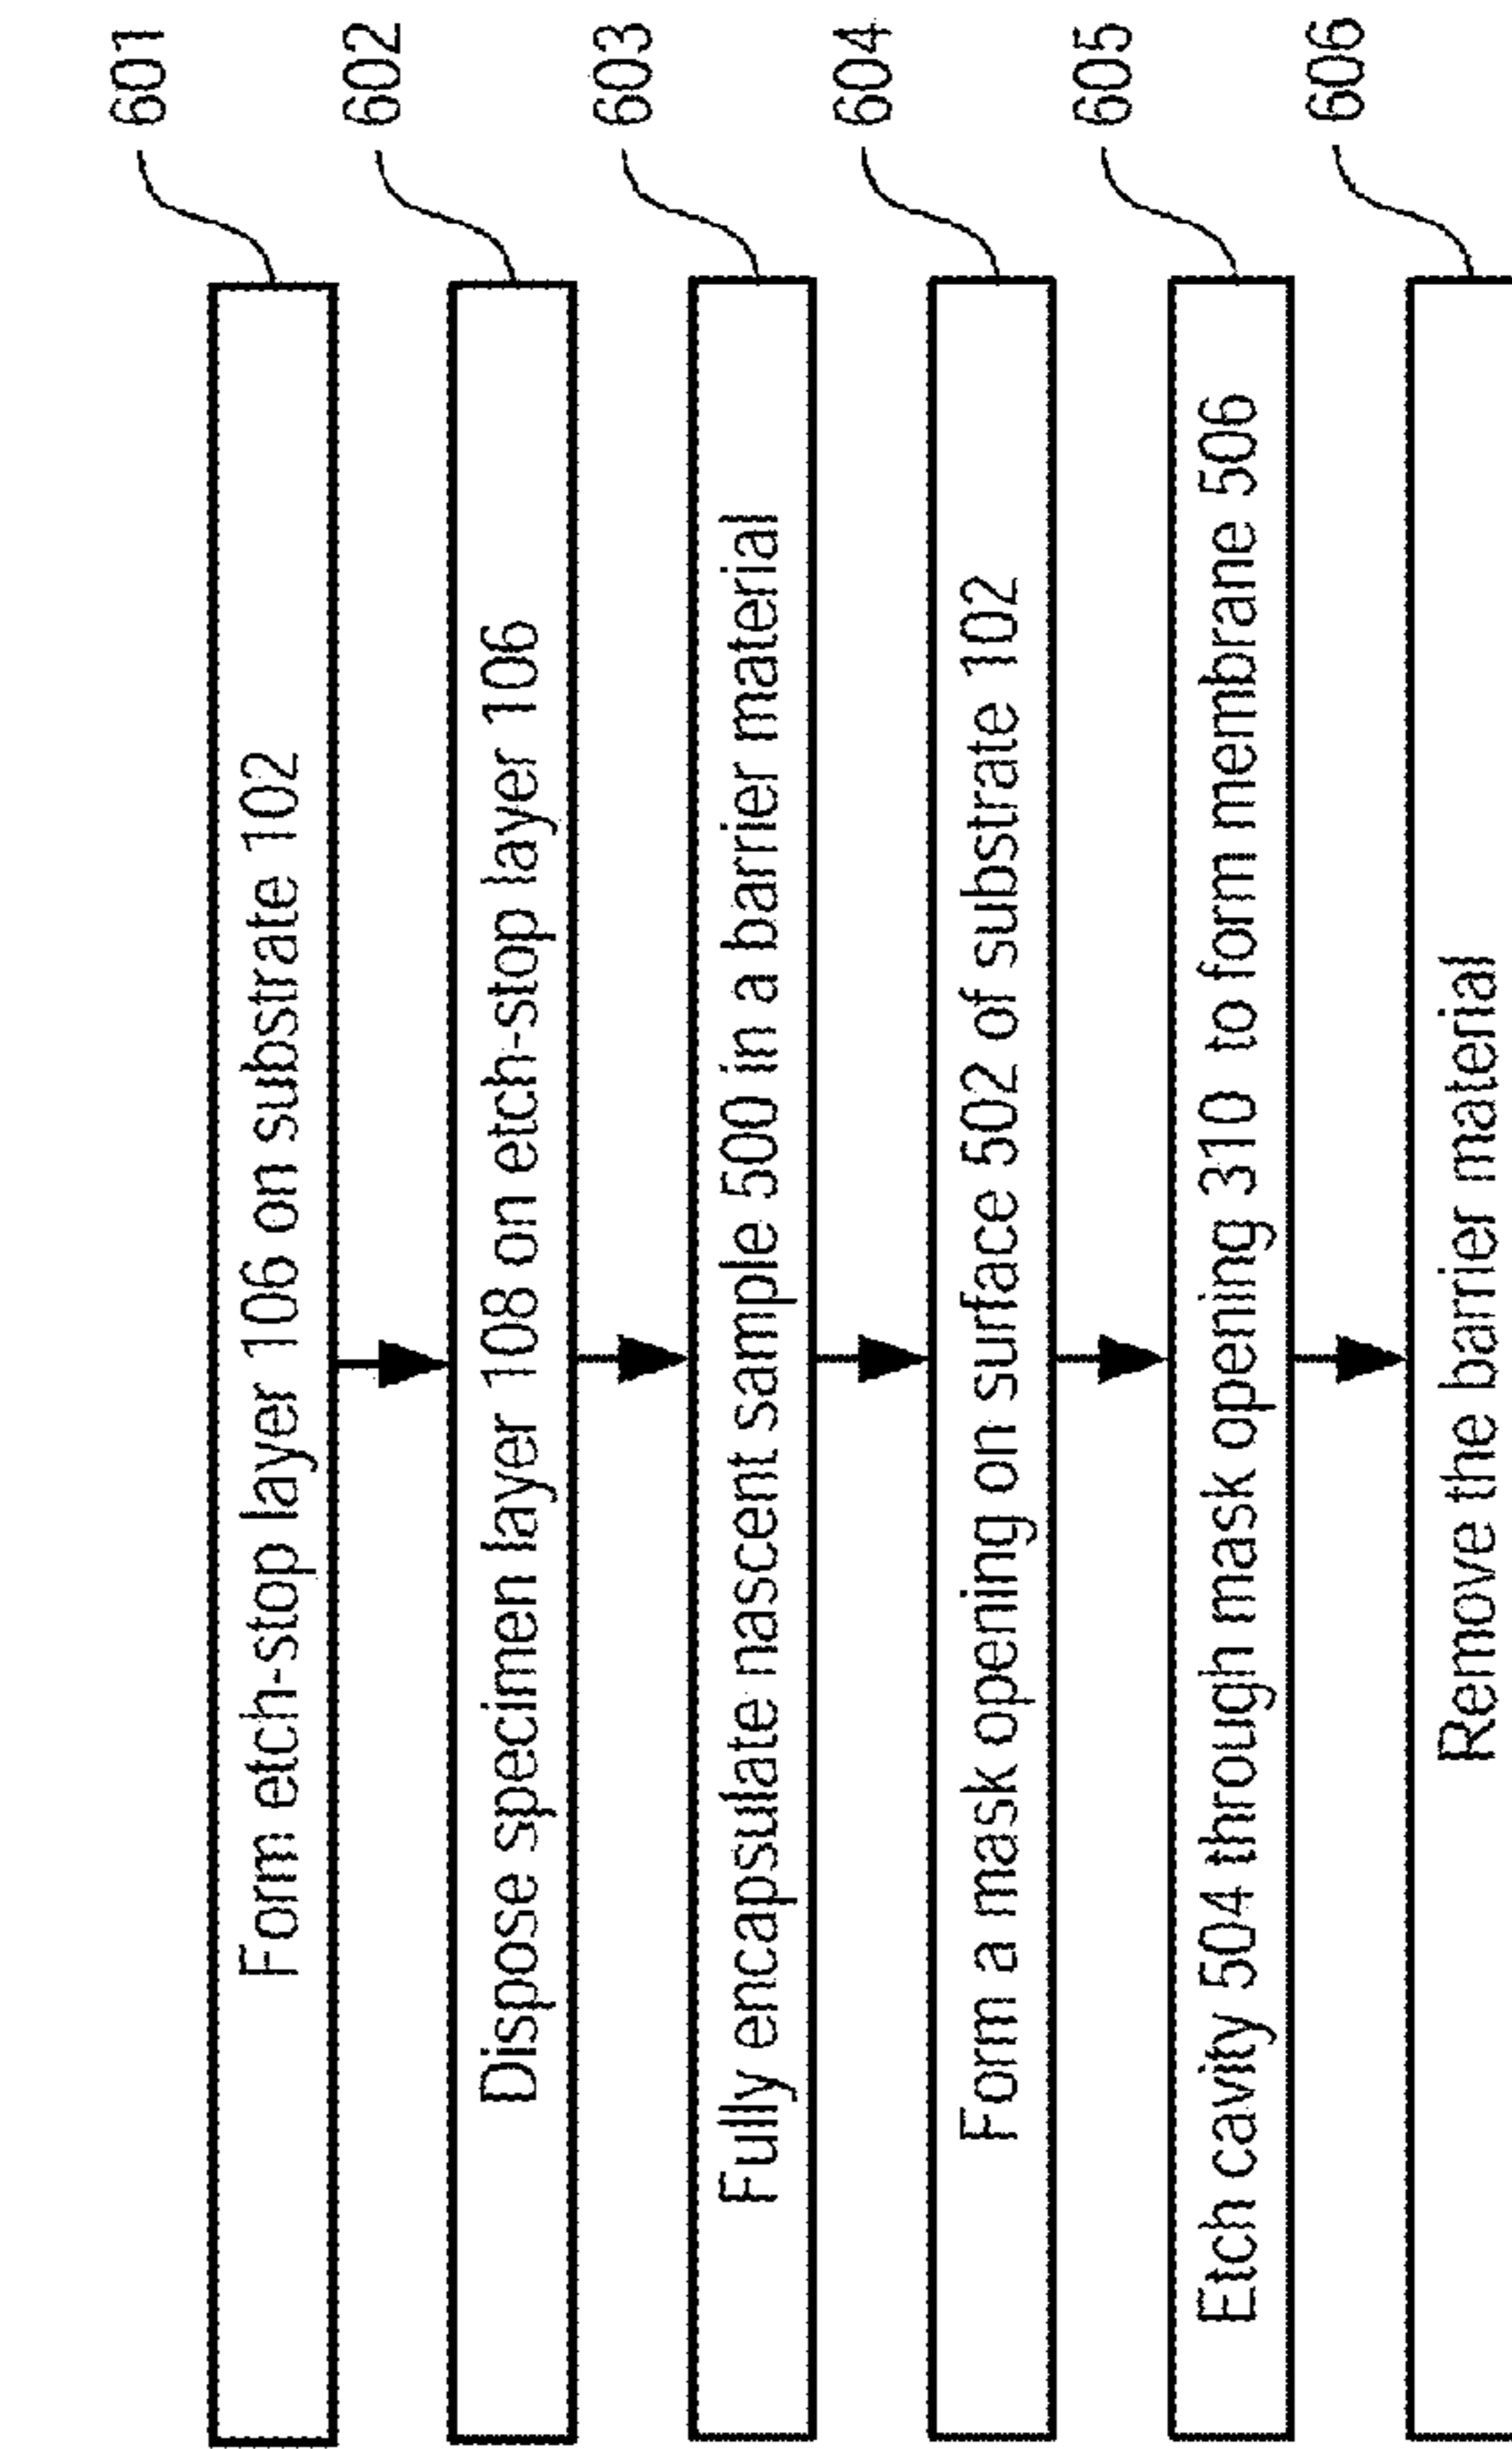 601
Form etch-stop layer 106 on substrate 102
602
Dispose specimen layer 108 on etch-stop layer 106
603
Fully encapsulate nascent sample 500 in a barrier material
604
Form a mask opening on surface 502 of substrate 102
605
Etch cavity 504 through mask opening 310 to form membrane 506
606
Remove the barrier material